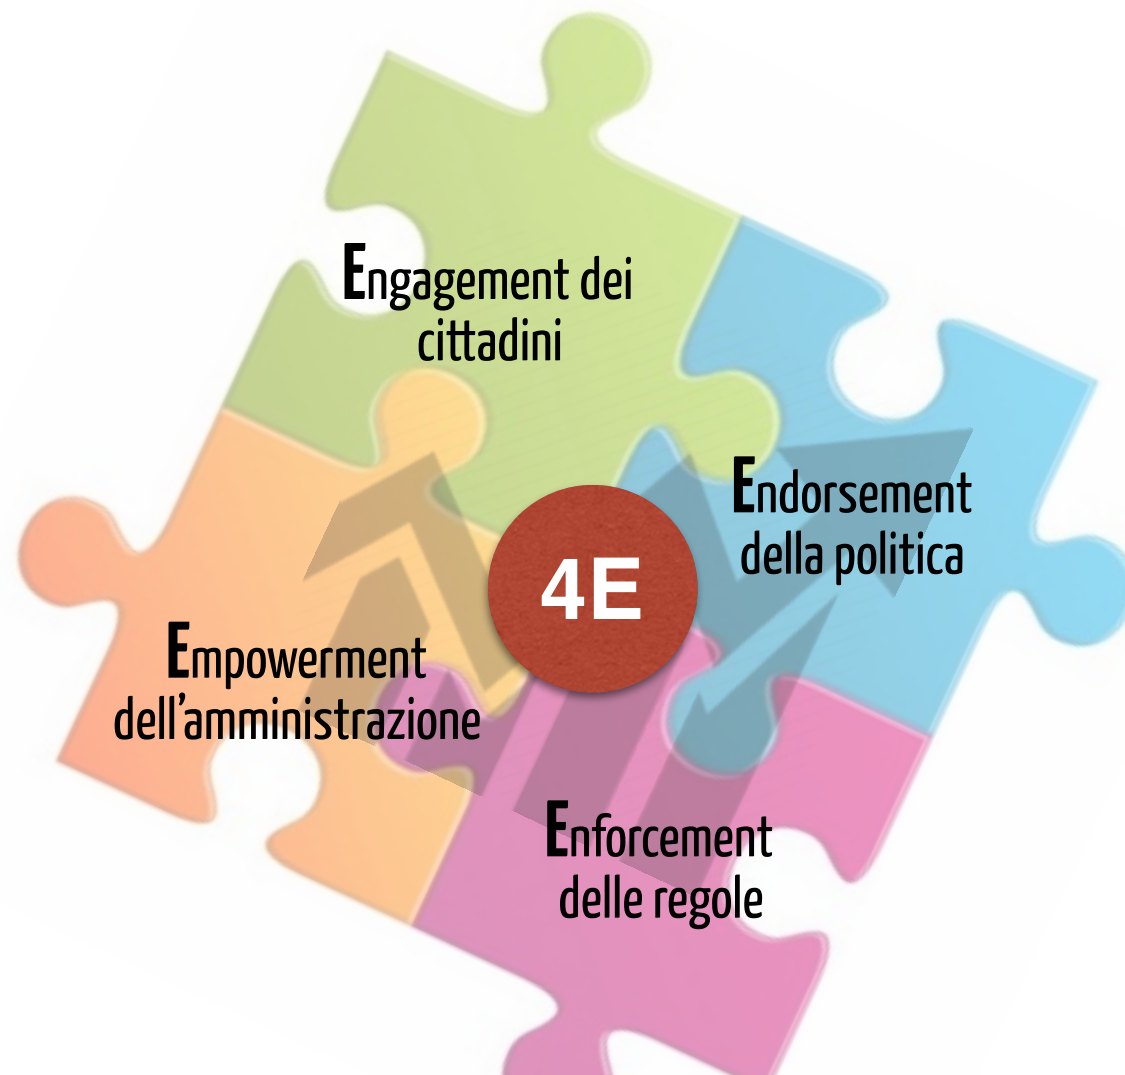 Engagement dei
cittadini
Endorsement
della politica
4E
Empowerment
dell’amministrazione
Enforcement
delle regole